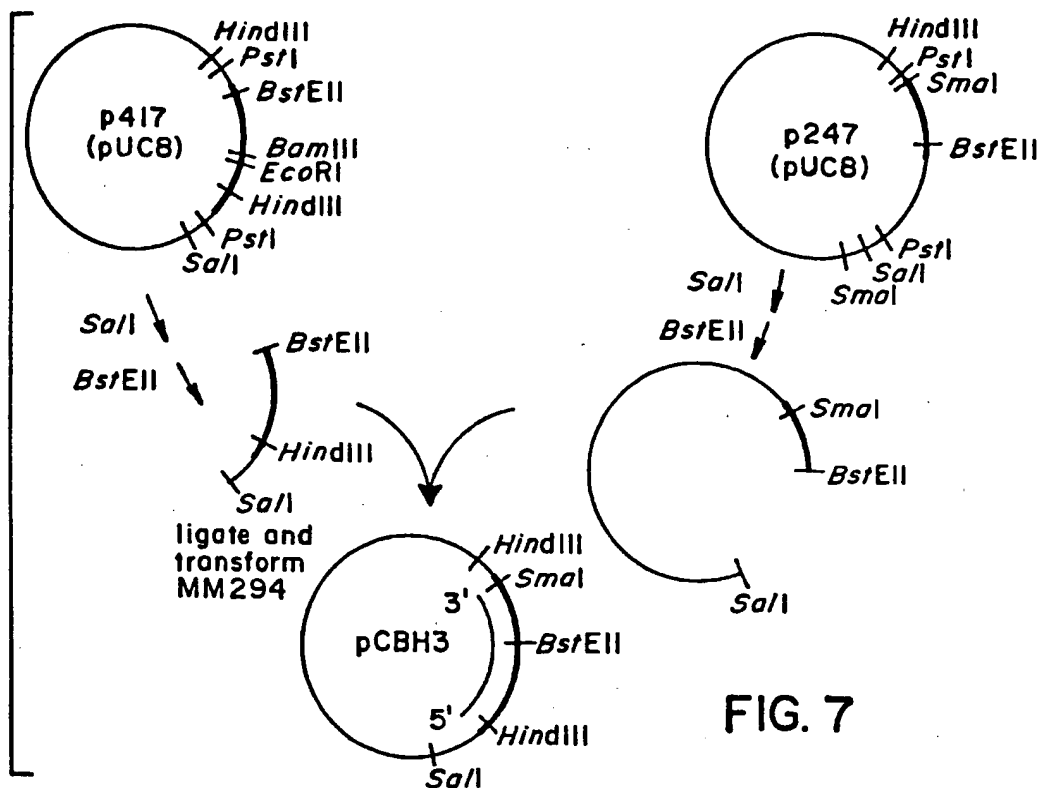 HindIII
PstI
BstEII
p417
(pUC8)
BamIII
EcoRI
HindIII
PstI
SalI
HindIII
PstI
SmaI
p247
(pUC8)
BstEII
PstI
SalI
SmaI
SalI
BstEII
SalI
BstEII
BstEII
HindIII
SalI
SmaI
BstEII
SalI
ligate and
transform
MM294
HindIII
SmaI
3'
pCBH3
BstEII
5'
HindIII
SalI
FIG. 7